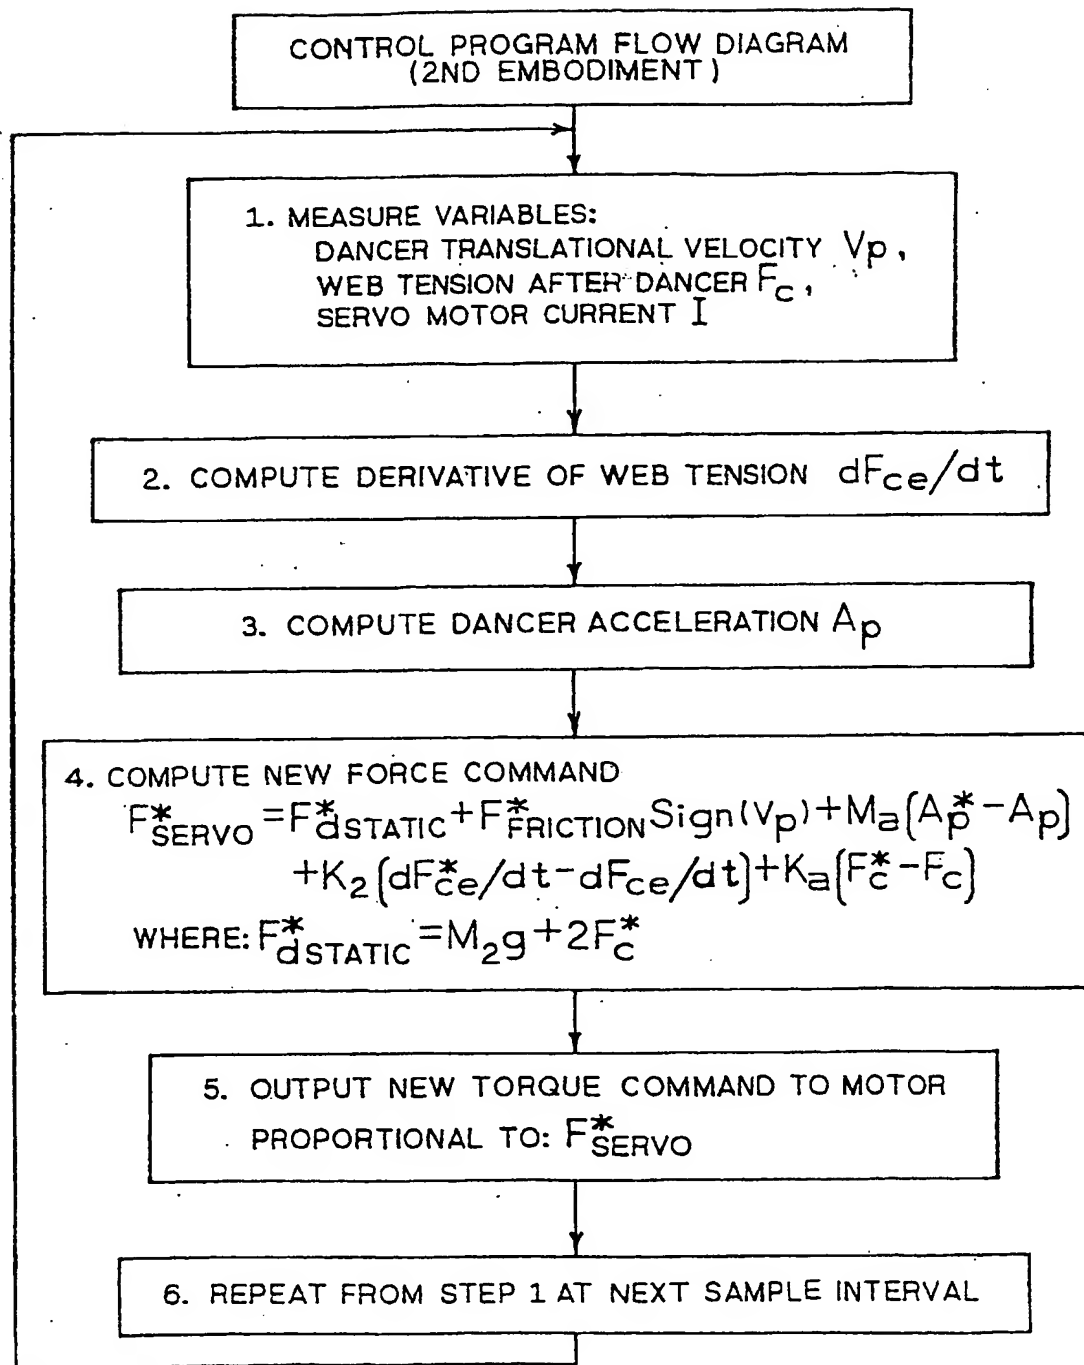 CONTROL PROGRAM FLOW DIAGRAM
(2ND EMBODIMENT)
1. MEASURE VARIABLES:
DANCER TRANSLATIONAL VELOCITY Vp,
WEB TENSION AFTER DANCER Fc,
SERVO MOTOR CURRENT I
2. COMPUTE DERIVATIVE OF WEB TENSION dFce/dt
3. COMPUTE DANCER ACCELERATION Ap
4. COMPUTE NEW FORCE COMMAND
F*SERVO=F*dSTATIC+F*FRICTIONSign(Vp)+Ma(A*p-Ap)
+K2(dF*ce/dt-dFce/dt)+Ka(F*c-Fc)
WHERE: F*dSTATIC=M2g+2F*c
5. OUTPUT NEW TORQUE COMMAND TO MOTOR
PROPORTIONAL TO: F*SERVO
6. REPEAT FROM STEP 1 AT NEXT SAMPLE INTERVAL